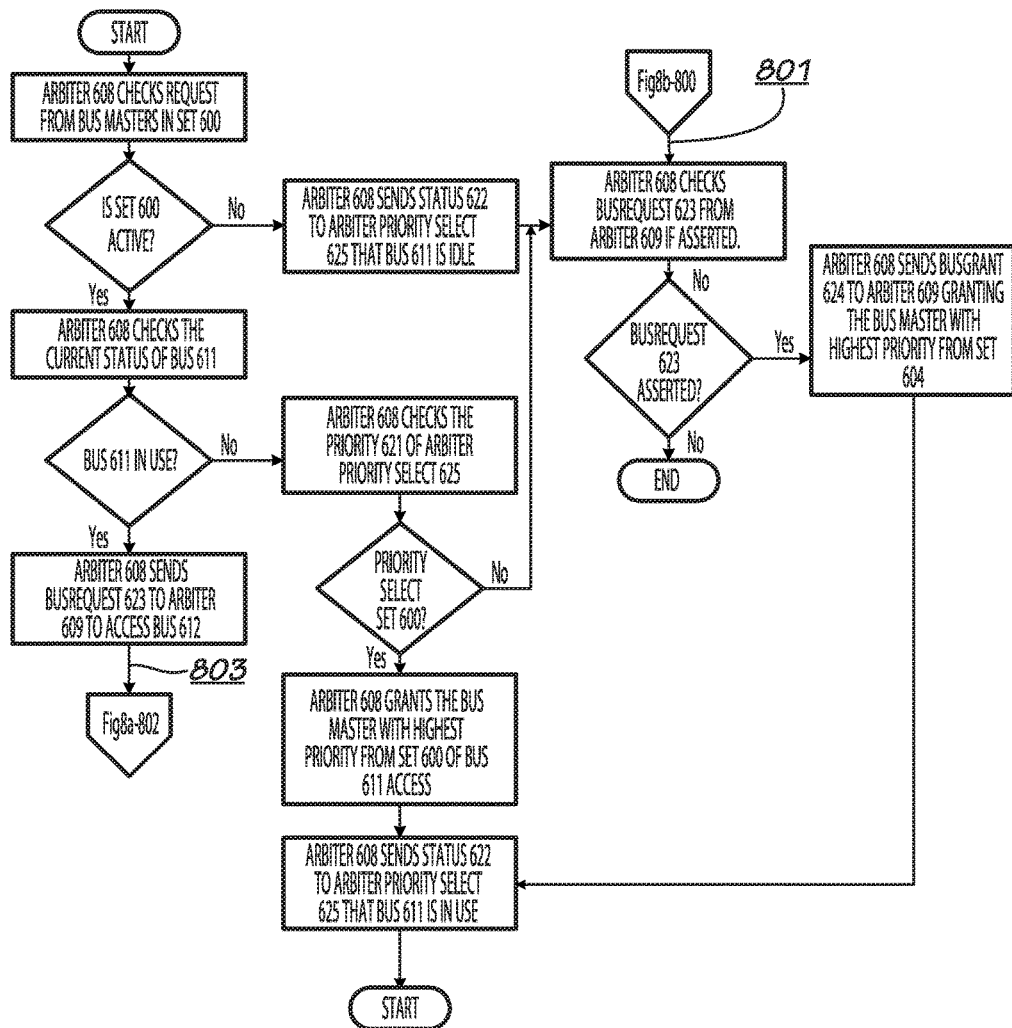 START
ARBITER 608 CHECKS REQUEST
FROM BUS MASTERS IN SET 600
IS SET 600
ACTIVE?
No
Yes
ARBITER 608 SENDS STATUS 622
TO ARBITER PRIORITY SELECT
625 THAT BUS 611 IS IDLE
ARBITER 608 CHECKS THE
CURRENT STATUS OF BUS 611
BUS 611 IN USE?
No
Yes
ARBITER 608 SENDS
BUSREQUEST 623 TO ARBITER
609 TO ACCESS BUS 612
803
Fig8a-802
ARBITER 608 CHECKS THE
PRIORITY 621 OF ARBITER
PRIORITY SELECT 625
PRIORITY
SELECT
SET 600?
No
Yes
ARBITER 608 GRANTS THE BUS
MASTER WITH HIGHEST
PRIORITY FROM SET 600 OF BUS
611 ACCESS
ARBITER 608 SENDS STATUS 622
TO ARBITER PRIORITY SELECT
625 THAT BUS 611 IS IN USE
START
Fig8b-800
801
ARBITER 608 CHECKS
BUSREQUEST 623 FROM
ARBITER 609 IF ASSERTED.
No
BUSREQUEST
623
ASSERTED?
Yes
No
END
ARBITER 608 SENDS BUSGRANT
624 TO ARBITER 609 GRANTING
THE BUS MASTER WITH
HIGHEST PRIORITY FROM SET
604